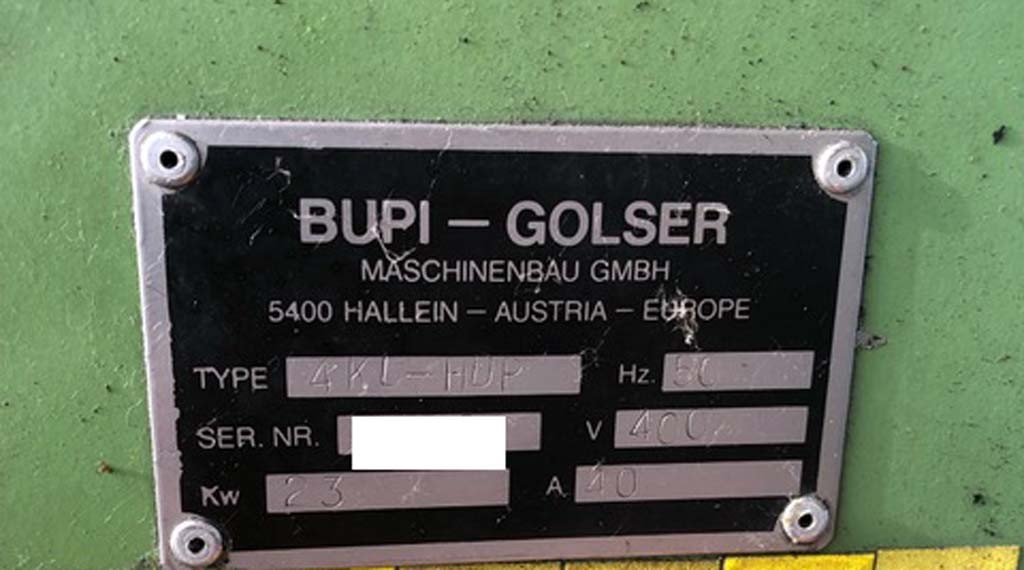 BUPI – GOLSER
MASCHINENBAU GMBH
5400 HALLEIN – AUSTRIA – EUROPE
TYPE 4KL-HDP Hz. 50
SER. NR. V 400
Kw 23 A 40